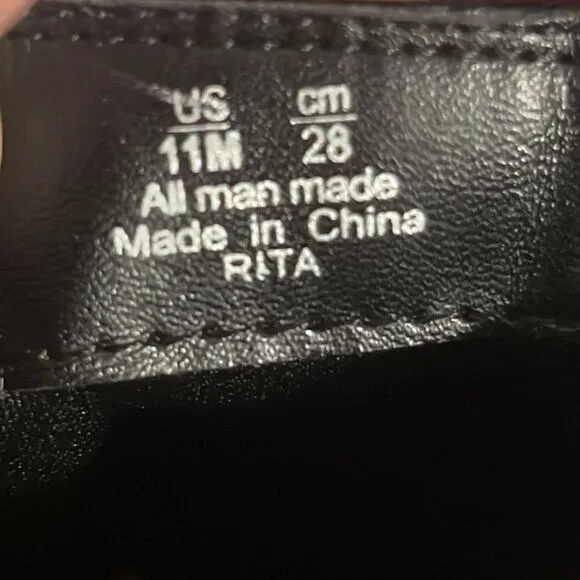 US cm
11M 28
All man made
Made in China
RITA